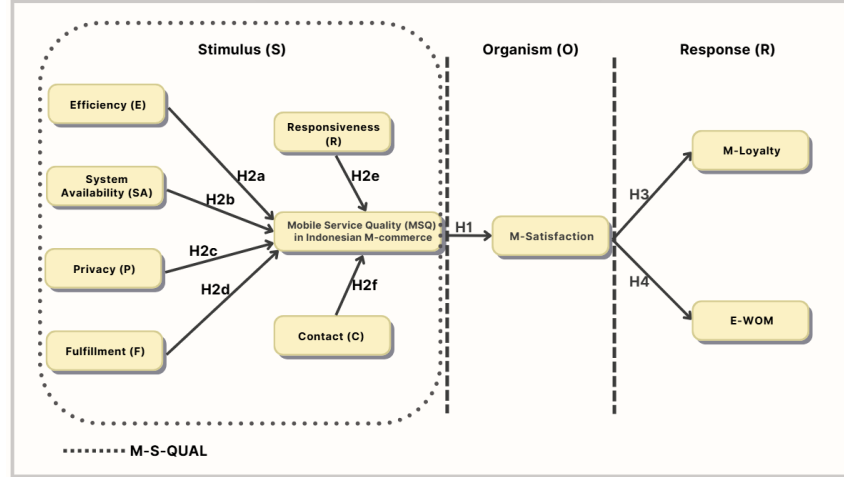 Stimulus (S)
Organism (O)
Response (R)
Efficiency (E)
System
Availability (SA)
Privacy (P)
Fulfillment (F)
Responsiveness
(R)
H2a
H2b
H2c
H2d
H2e
Mobile Service Quality (MSQ)
in Indonesian M-commerce
H2f
Contact (C)
H1
M-Satisfaction
H3
H4
M-Loyalty
E-WOM
M-S-QUAL